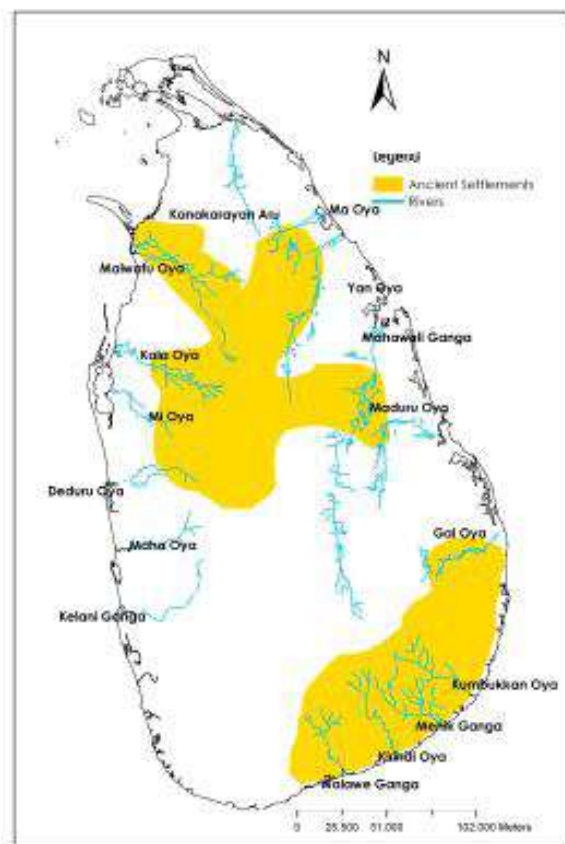 N
Legend
Ancient Settlements
Rivers
Kanakarayan Aru
Ma Oya
Malwatu Oya
Yan Oya
Mahaweli Ganga
Kala Oya
Mi Oya
Maduru Oya
Deduru Oya
Gal Oya
Maha Oya
Kelani Ganga
Kumbukkan Oya
Menik Ganga
Kirindi Oya
Walawe Ganga
0 25,500 51,000 102,000 Meters